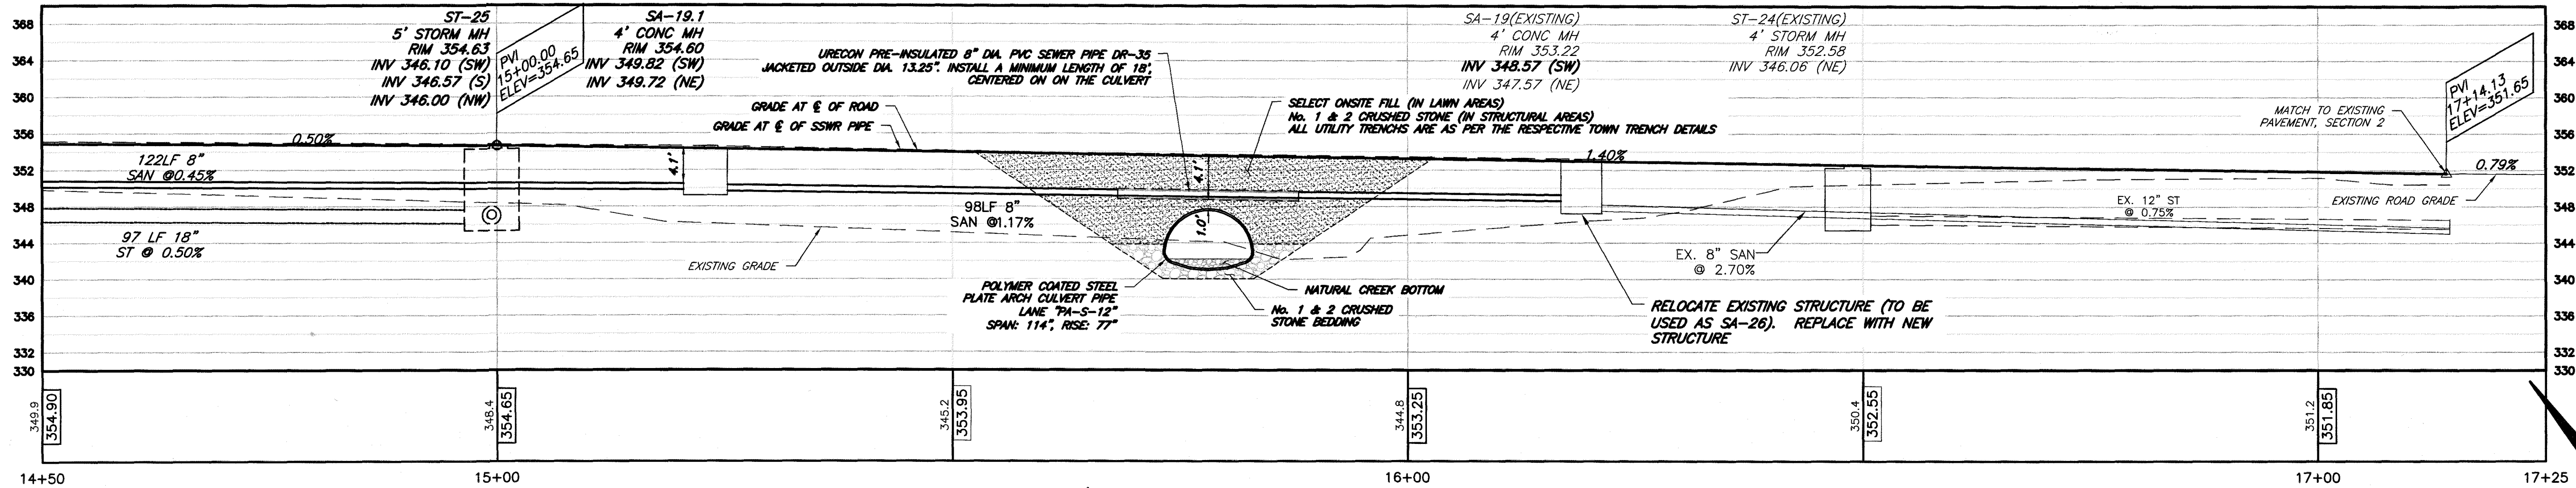 368
364
360
356
352
348
344
340
336
332
330
ST-25
5' STORM MH
RIM 354.63
INV 346.10 (SW)
INV 346.57 (S)
INV 346.00 (NW)
PVI
15+00.00
ELEV=354.65
SA-19.1
4' CONC MH
RIM 354.60
INV 349.82 (SW)
INV 349.72 (NE)
URECON PRE-INSULATED 8" DIA. PVC SEWER PIPE DR-35
JACKETED OUTSIDE DIA. 13.25". INSTALL A MINIMUM LENGTH OF 18',
CENTERED ON ON THE CULVERT
GRADE AT ℄ OF ROAD
GRADE AT ℄ OF SSWR PIPE
SELECT ONSITE FILL (IN LAWN AREAS)
No. 1 & 2 CRUSHED STONE (IN STRUCTURAL AREAS)
ALL UTILITY TRENCHS ARE AS PER THE RESPECTIVE TOWN TRENCH DETAILS
SA-19(EXISTING)
4' CONC MH
RIM 353.22
INV 348.57 (SW)
INV 347.57 (NE)
ST-24(EXISTING)
4' STORM MH
RIM 352.58
INV 346.06 (NE)
MATCH TO EXISTING
PAVEMENT, SECTION 2
PVI
17+14.13
ELEV=351.65
368
364
360
356
352
348
344
340
336
332
330
0.50%
122LF 8"
SAN @0.45%
97 LF 18"
ST @ 0.50%
4.1'
EXISTING GRADE
98LF 8"
SAN @1.17%
4.1'
1.0'
1.40%
0.79%
EX. 12" ST
@ 0.75%
EXISTING ROAD GRADE
EX. 8" SAN
@ 2.70%
POLYMER COATED STEEL
PLATE ARCH CULVERT PIPE
LANE "PA-S-12"
SPAN: 114", RISE: 77"
NATURAL CREEK BOTTOM
No. 1 & 2 CRUSHED
STONE BEDDING
RELOCATE EXISTING STRUCTURE (TO BE
USED AS SA-26). REPLACE WITH NEW
STRUCTURE
349.9
354.90
348.4
354.65
345.2
353.95
344.8
353.25
350.4
352.55
351.2
351.85
14+50
15+00
16+00
17+00
17+25